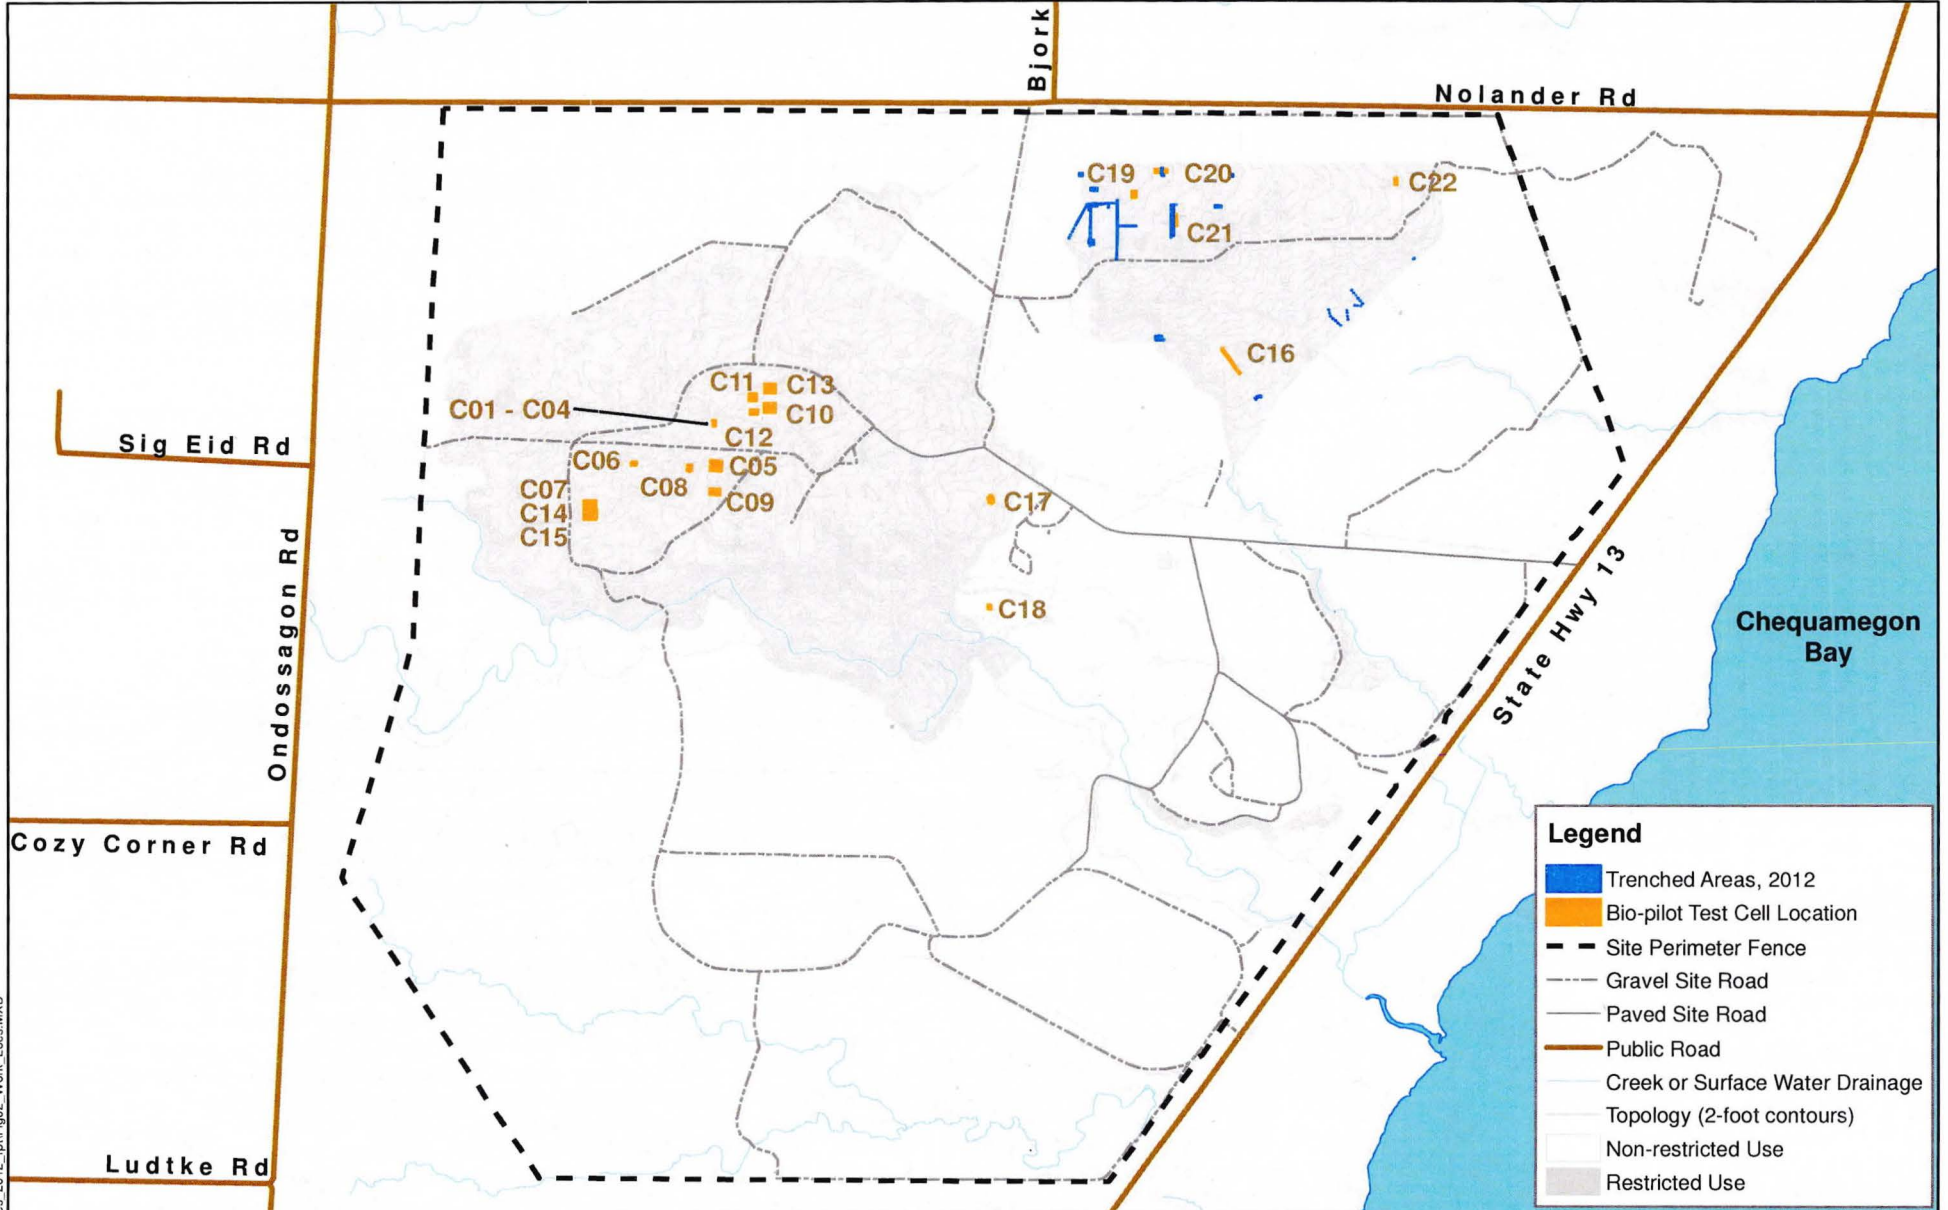 Bjork
Nolander Rd
C19
C20
C22
C21
C16
C11
C13
C01 - C04
C10
C12
Sig Eid Rd
C06
C05
C08
C07
C09
C14
C17
C15
C18
Ondossagon Rd
State Hwy 13
Chequamegon
Bay
Cozy Corner Rd
Ludtke Rd
Legend
Trenched Areas, 2012
Bio-pilot Test Cell Location
Site Perimeter Fence
Gravel Site Road
Paved Site Road
Public Road
Creek or Surface Water Drainage
Topology (2-foot contours)
Non-restricted Use
Restricted Use